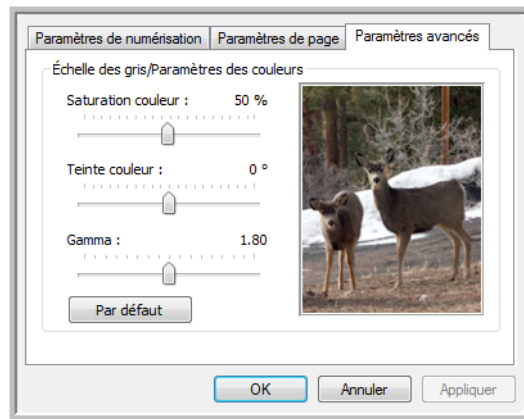 Paramètres de numérisation Paramètres de page Paramètres avancés
Échelle des gris/Paramètres des couleurs
Saturation couleur : 50 %
Teinte couleur : 0 °
Gamma : 1.80
Par défaut
OK Annuler Appliquer